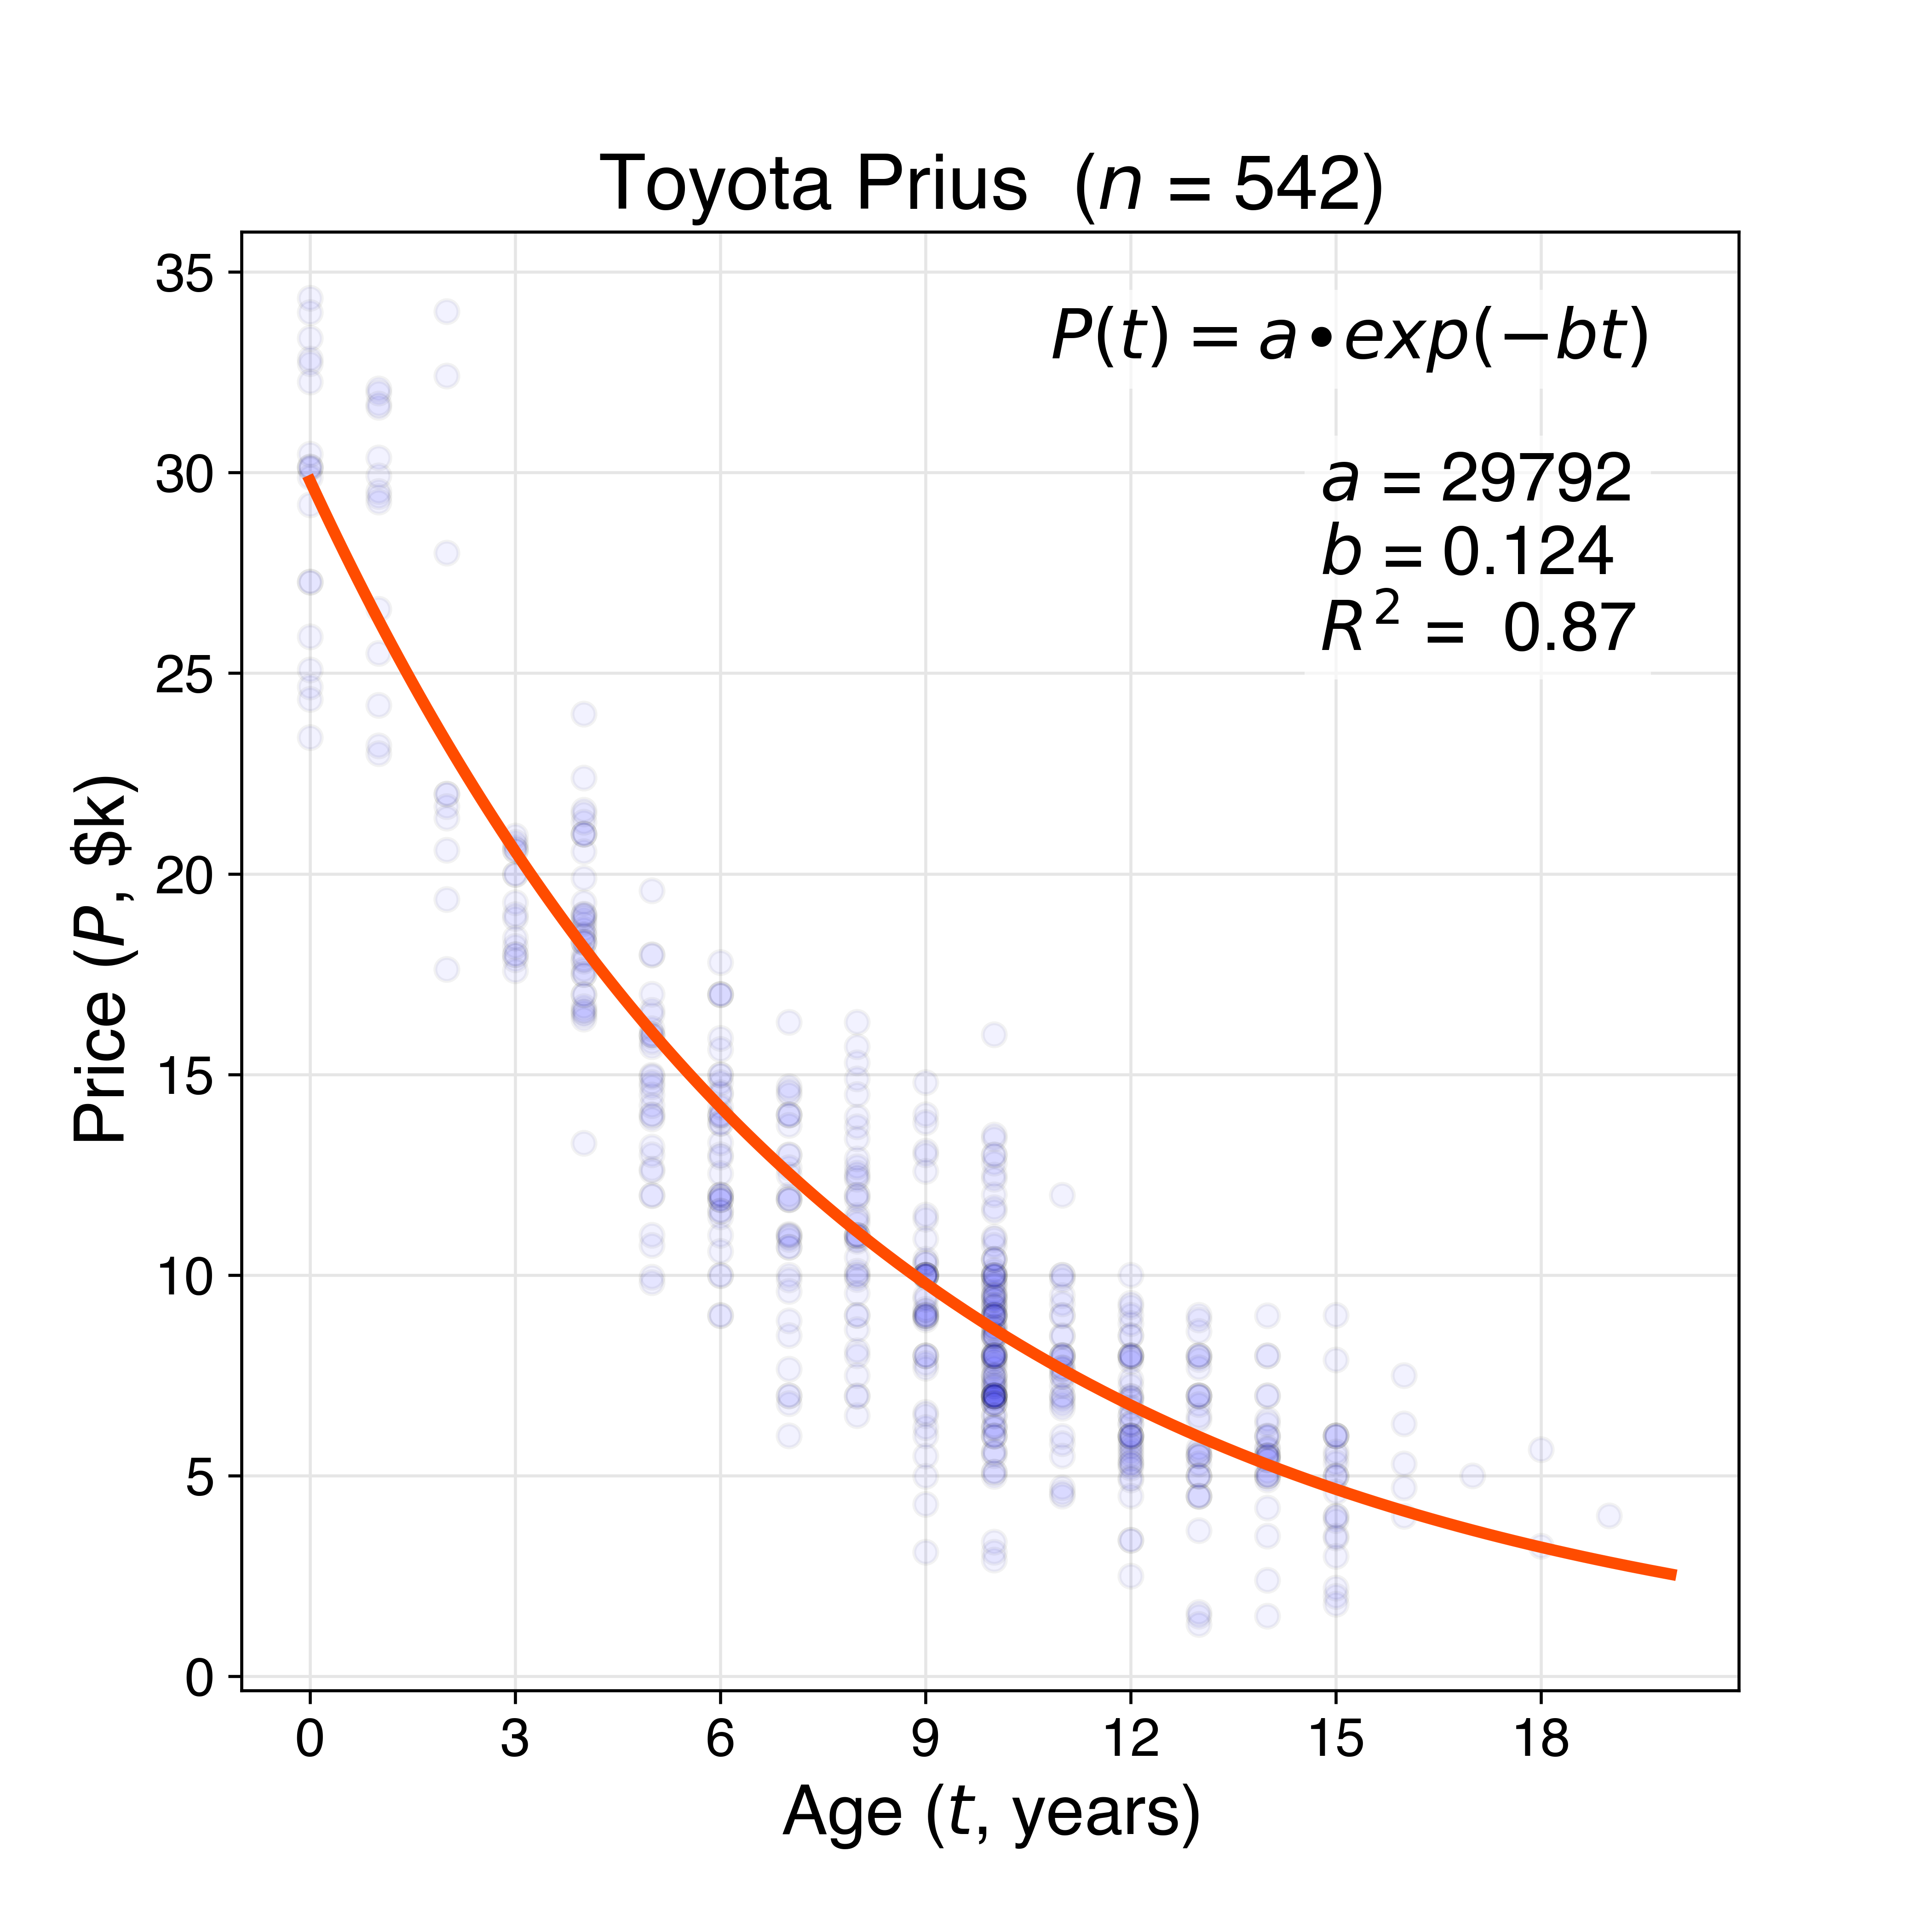 Toyota Prius (n = 542)
P(t) = a•exp(−bt)
a = 29792
b = 0.124
R² = 0.87
Price (P, $k)
35
30
25
20
15
10
5
0
0 3 6 9 12 15 18
Age (t, years)